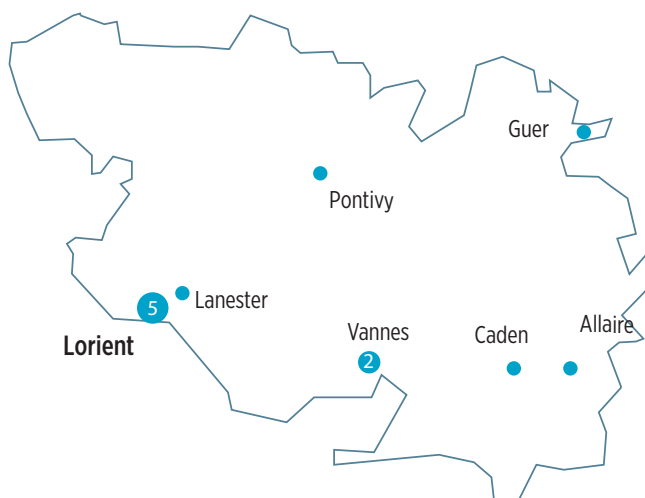 Guer
Pontivy
Lanester
5
Lorient
Vannes
2
Caden
Allaire